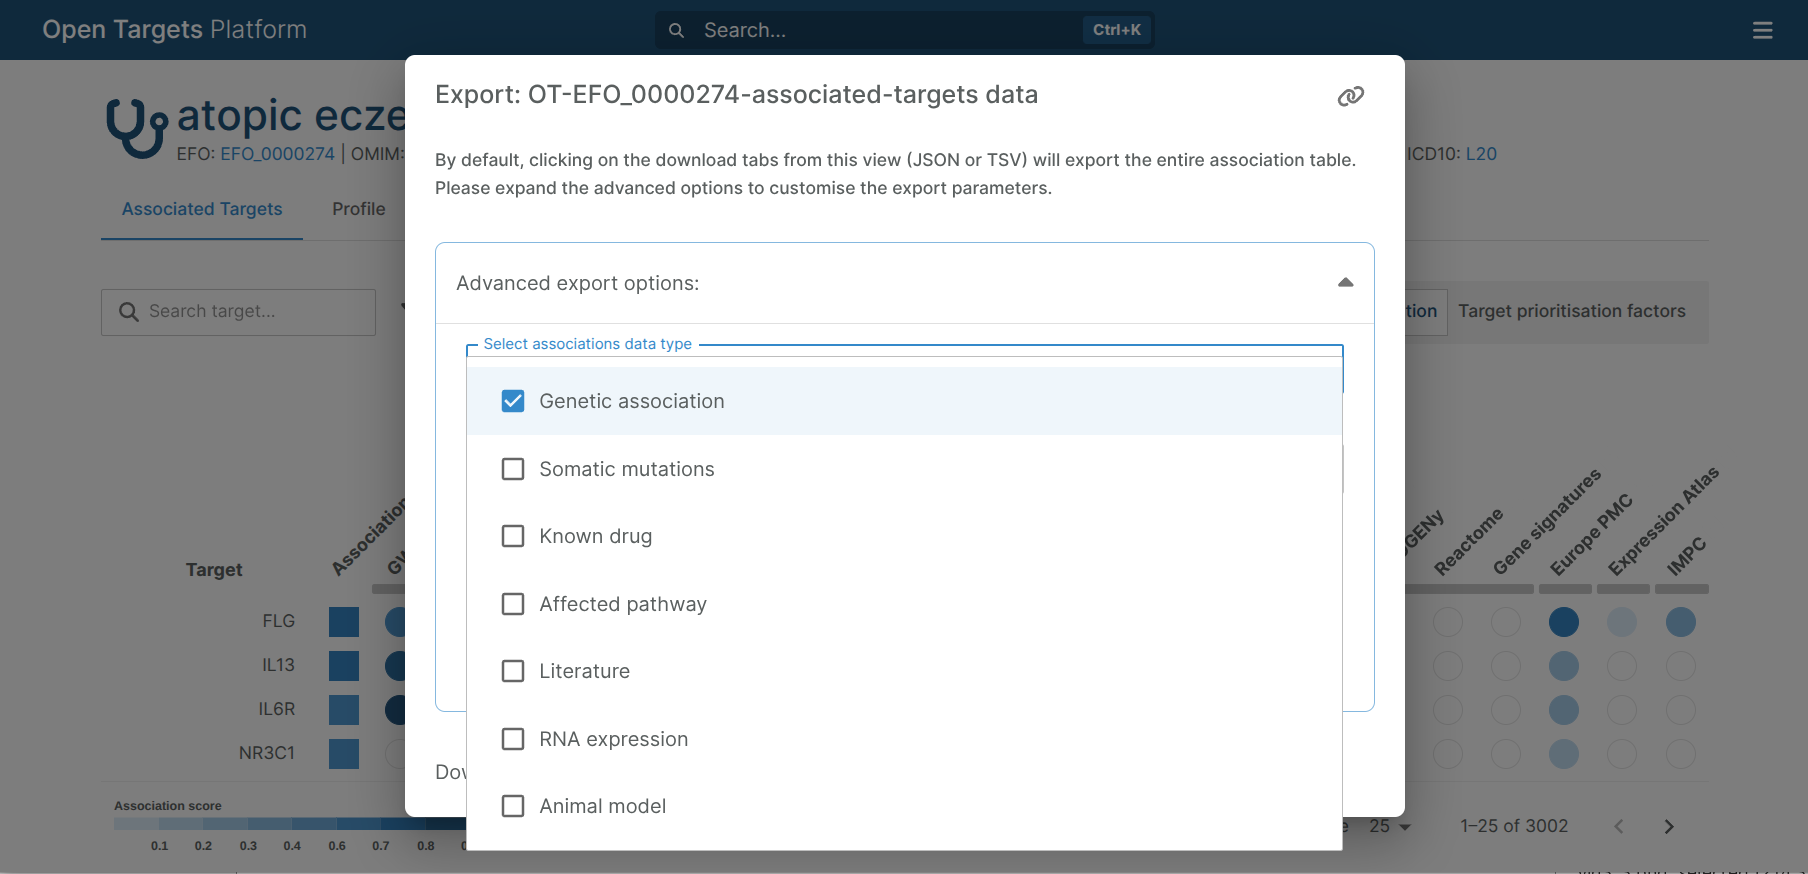 Open Targets Platform
Search...
Ctrl+K
atopic ecze
EFO: EFO_0000274 | OMIM:
ICD10: L20
Associated Targets
Profile
Search target...
tion
Target prioritisation factors
Export: OT-EFO_0000274-associated-targets data
By default, clicking on the download tabs from this view (JSON or TSV) will export the entire association table.
Please expand the advanced options to customise the export parameters.
Advanced export options:
Select associations data type
Genetic association
Somatic mutations
Known drug
Affected pathway
Literature
RNA expression
Animal model
Target
Association
Reactome
Gene signatures
Europe PMC
Expression Atlas
IMPC
FLG
IL13
IL6R
NR3C1
Association score
0.1 0.2 0.3 0.4 0.6 0.7 0.8
25
1–25 of 3002